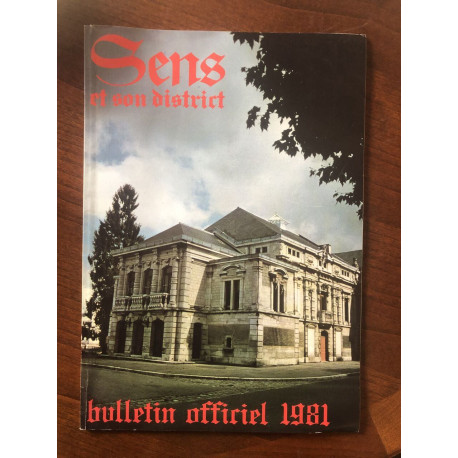 Sens
et son district
bulletin officiel 1981